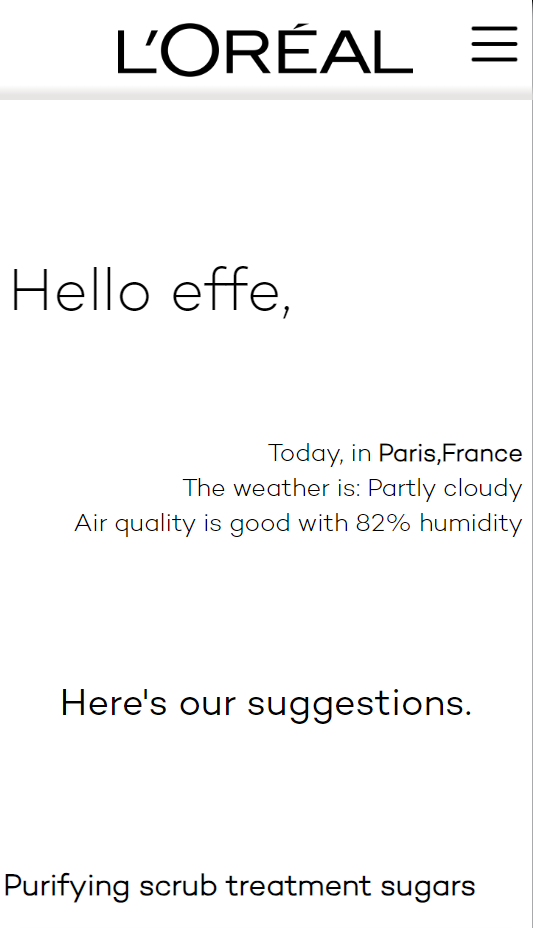 L'ORÉAL
Hello effe,
Today, in Paris,France
The weather is: Partly cloudy
Air quality is good with 82% humidity
Here's our suggestions.
Purifying scrub treatment sugars